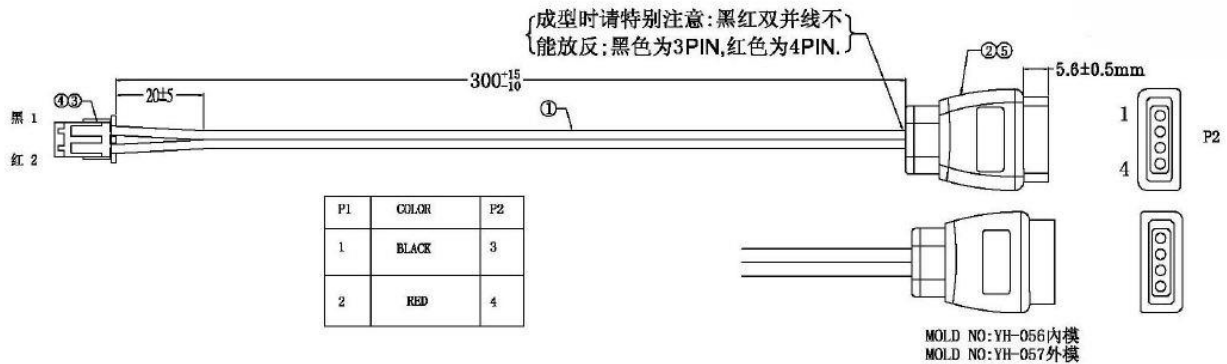 成型时请特别注意:黑红双并线不
能放反;黑色为3PIN,红色为4PIN.
②⑤
5.6±0.5mm
300+15-10
20±5
④③
①
黑 1
红 2
1
4
P2
P1 COLOR P2
1 BLACK 3
2 RED 4
MOLD NO:YH-056内模
MOLD NO:YH-057外模